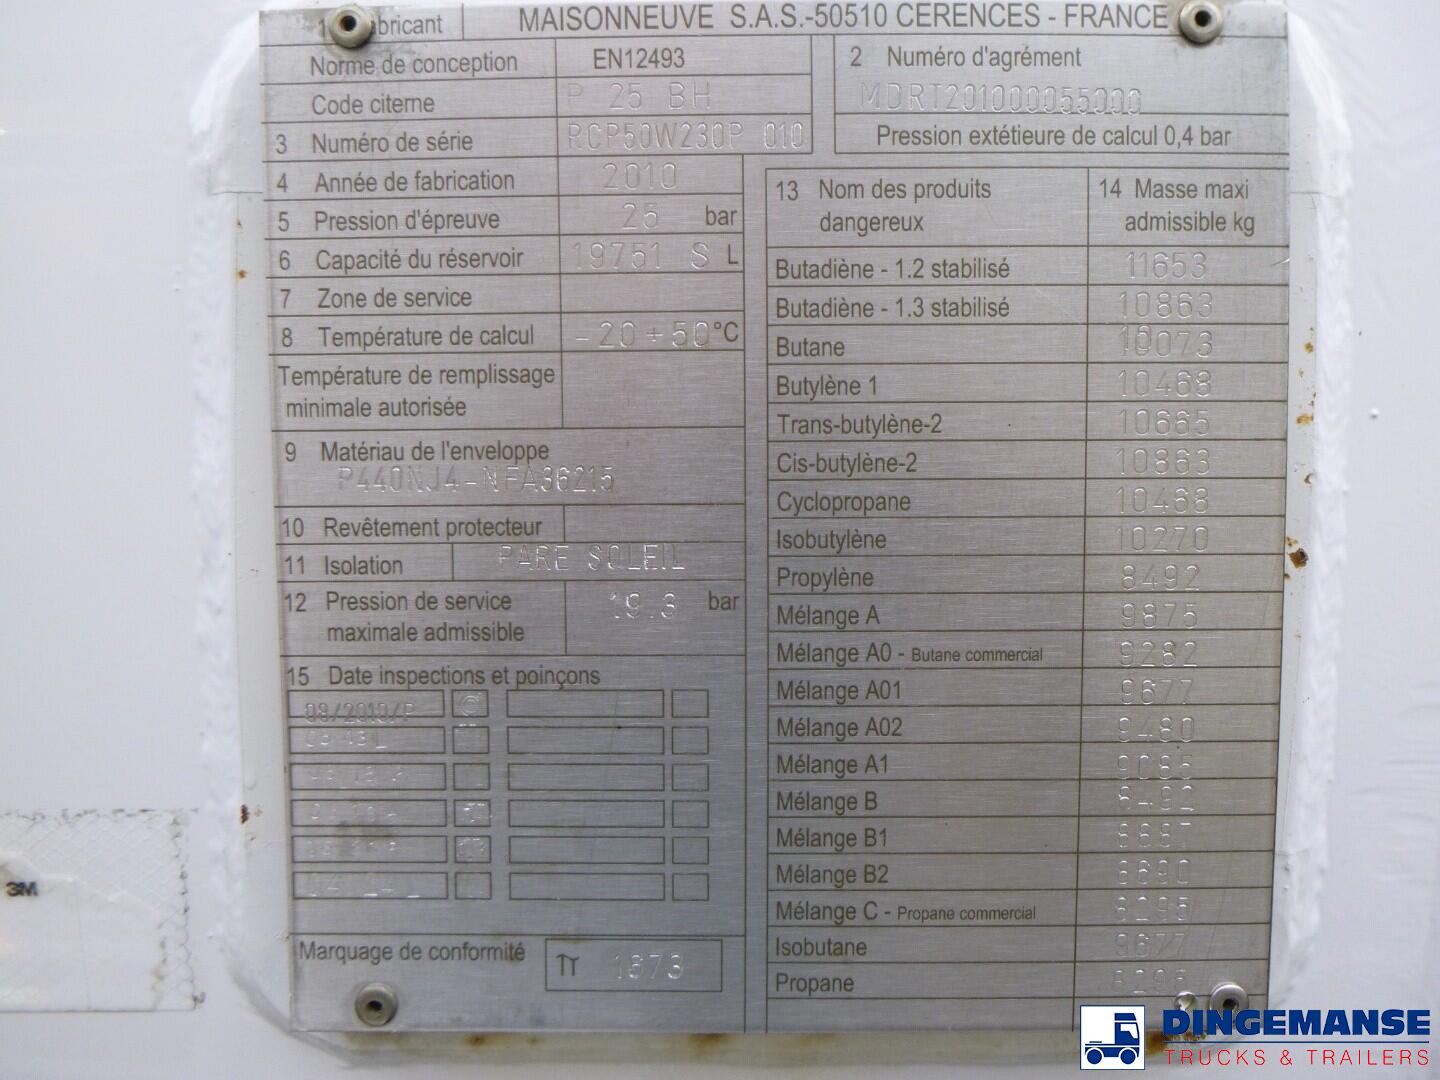 MAISONNEUVE S.A.S.-50510 CERENCES - FRANCE
Norme de conception EN12493
Code citerne P 25 BH
3 Numéro de série RCP50W230P 010
4 Année de fabrication 2010
5 Pression d'épreuve 25 bar
6 Capacité du réservoir 19751 S L
7 Zone de service
8 Température de calcul -20 +50°C
Température de remplissage
minimale autorisée
9 Matériau de l'enveloppe
P440NJ4-NFA36215
10 Revêtement protecteur
11 Isolation PARE SOLEIL
12 Pression de service 19.3 bar
maximale admissible
15 Date inspections et poinçons
Marquage de conformité
2 Numéro d'agrément
MDRT201000055000
Pression extétieure de calcul 0,4 bar
13 Nom des produits
dangereux
14 Masse maxi
admissible kg
Butadiène - 1.2 stabilisé 11653
Butadiène - 1.3 stabilisé 10863
Butane 10073
Butylène 1 10468
Trans-butylène-2 10665
Cis-butylène-2 10863
Cyclopropane 10468
Isobutylène 10270
Propylène 8492
Mélange A 9875
Mélange A0 - Butane commercial 9282
Mélange A01 9677
Mélange A02 9480
Mélange A1 9085
Mélange B 8492
Mélange B1
Mélange B2
Mélange C - Propane commercial 8295
Isobutane 9677
Propane
3M
DINGEMANSE
TRUCKS & TRAILERS